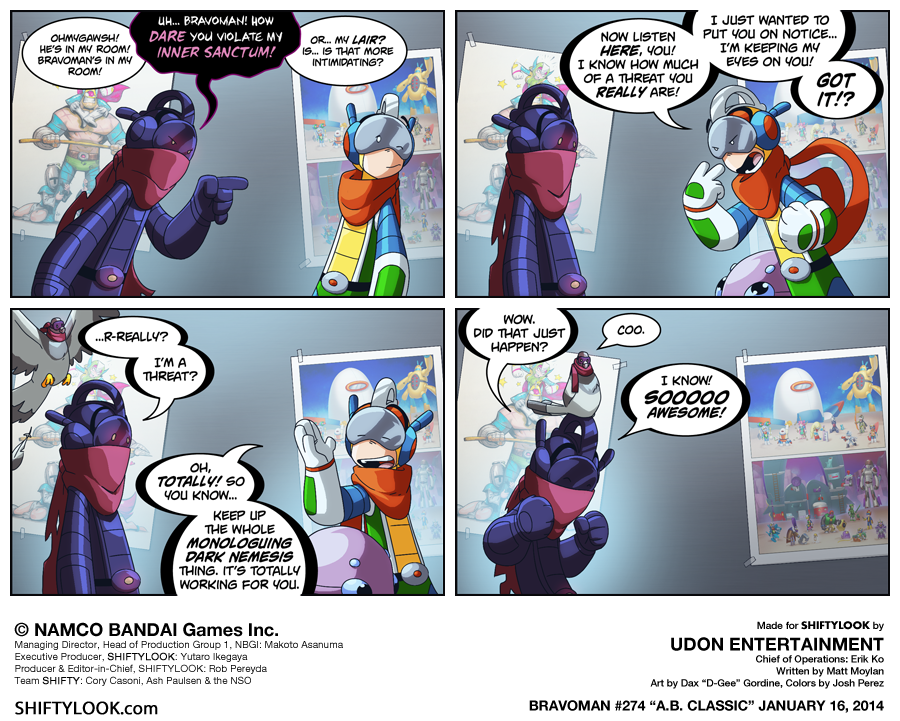 OHMYGAWSH!
HE'S IN MY ROOM!
BRAVOMAN'S IN MY
ROOM!
UH... BRAVOMAN! HOW
DARE YOU VIOLATE MY
INNER SANCTUM!
OR... MY LAIR?
IS... IS THAT MORE
INTIMIDATING?
NOW LISTEN
HERE, YOU!
I KNOW HOW MUCH
OF A THREAT YOU
REALLY ARE!
I JUST WANTED TO
PUT YOU ON NOTICE...
I'M KEEPING MY
EYES ON YOU!
GOT
IT!?
...R-REALLY?
I'M A
THREAT?
OH,
TOTALLY! SO
YOU KNOW...
KEEP UP
THE WHOLE
MONOLOGUING
DARK NEMESIS
THING. IT'S TOTALLY
WORKING FOR YOU.
WOW.
DID THAT JUST
HAPPEN?
COO.
I KNOW!
SOOOOO
AWESOME!
© NAMCO BANDAI Games Inc.
Managing Director, Head of Production Group 1, NBGI: Makoto Asanuma
Executive Producer, SHIFTYLOOK: Yutaro Ikegaya
Producer & Editor-in-Chief, SHIFTYLOOK: Rob Pereyda
Team SHIFTY: Cory Casoni, Ash Paulsen & the NSO
SHIFTYLOOK.com
Made for SHIFTYLOOK by
UDON ENTERTAINMENT
Chief of Operations: Erik Ko
Written by Matt Moylan
Art by Dax "D-Gee" Gordine, Colors by Josh Perez
BRAVOMAN #274 "A.B. CLASSIC" JANUARY 16, 2014